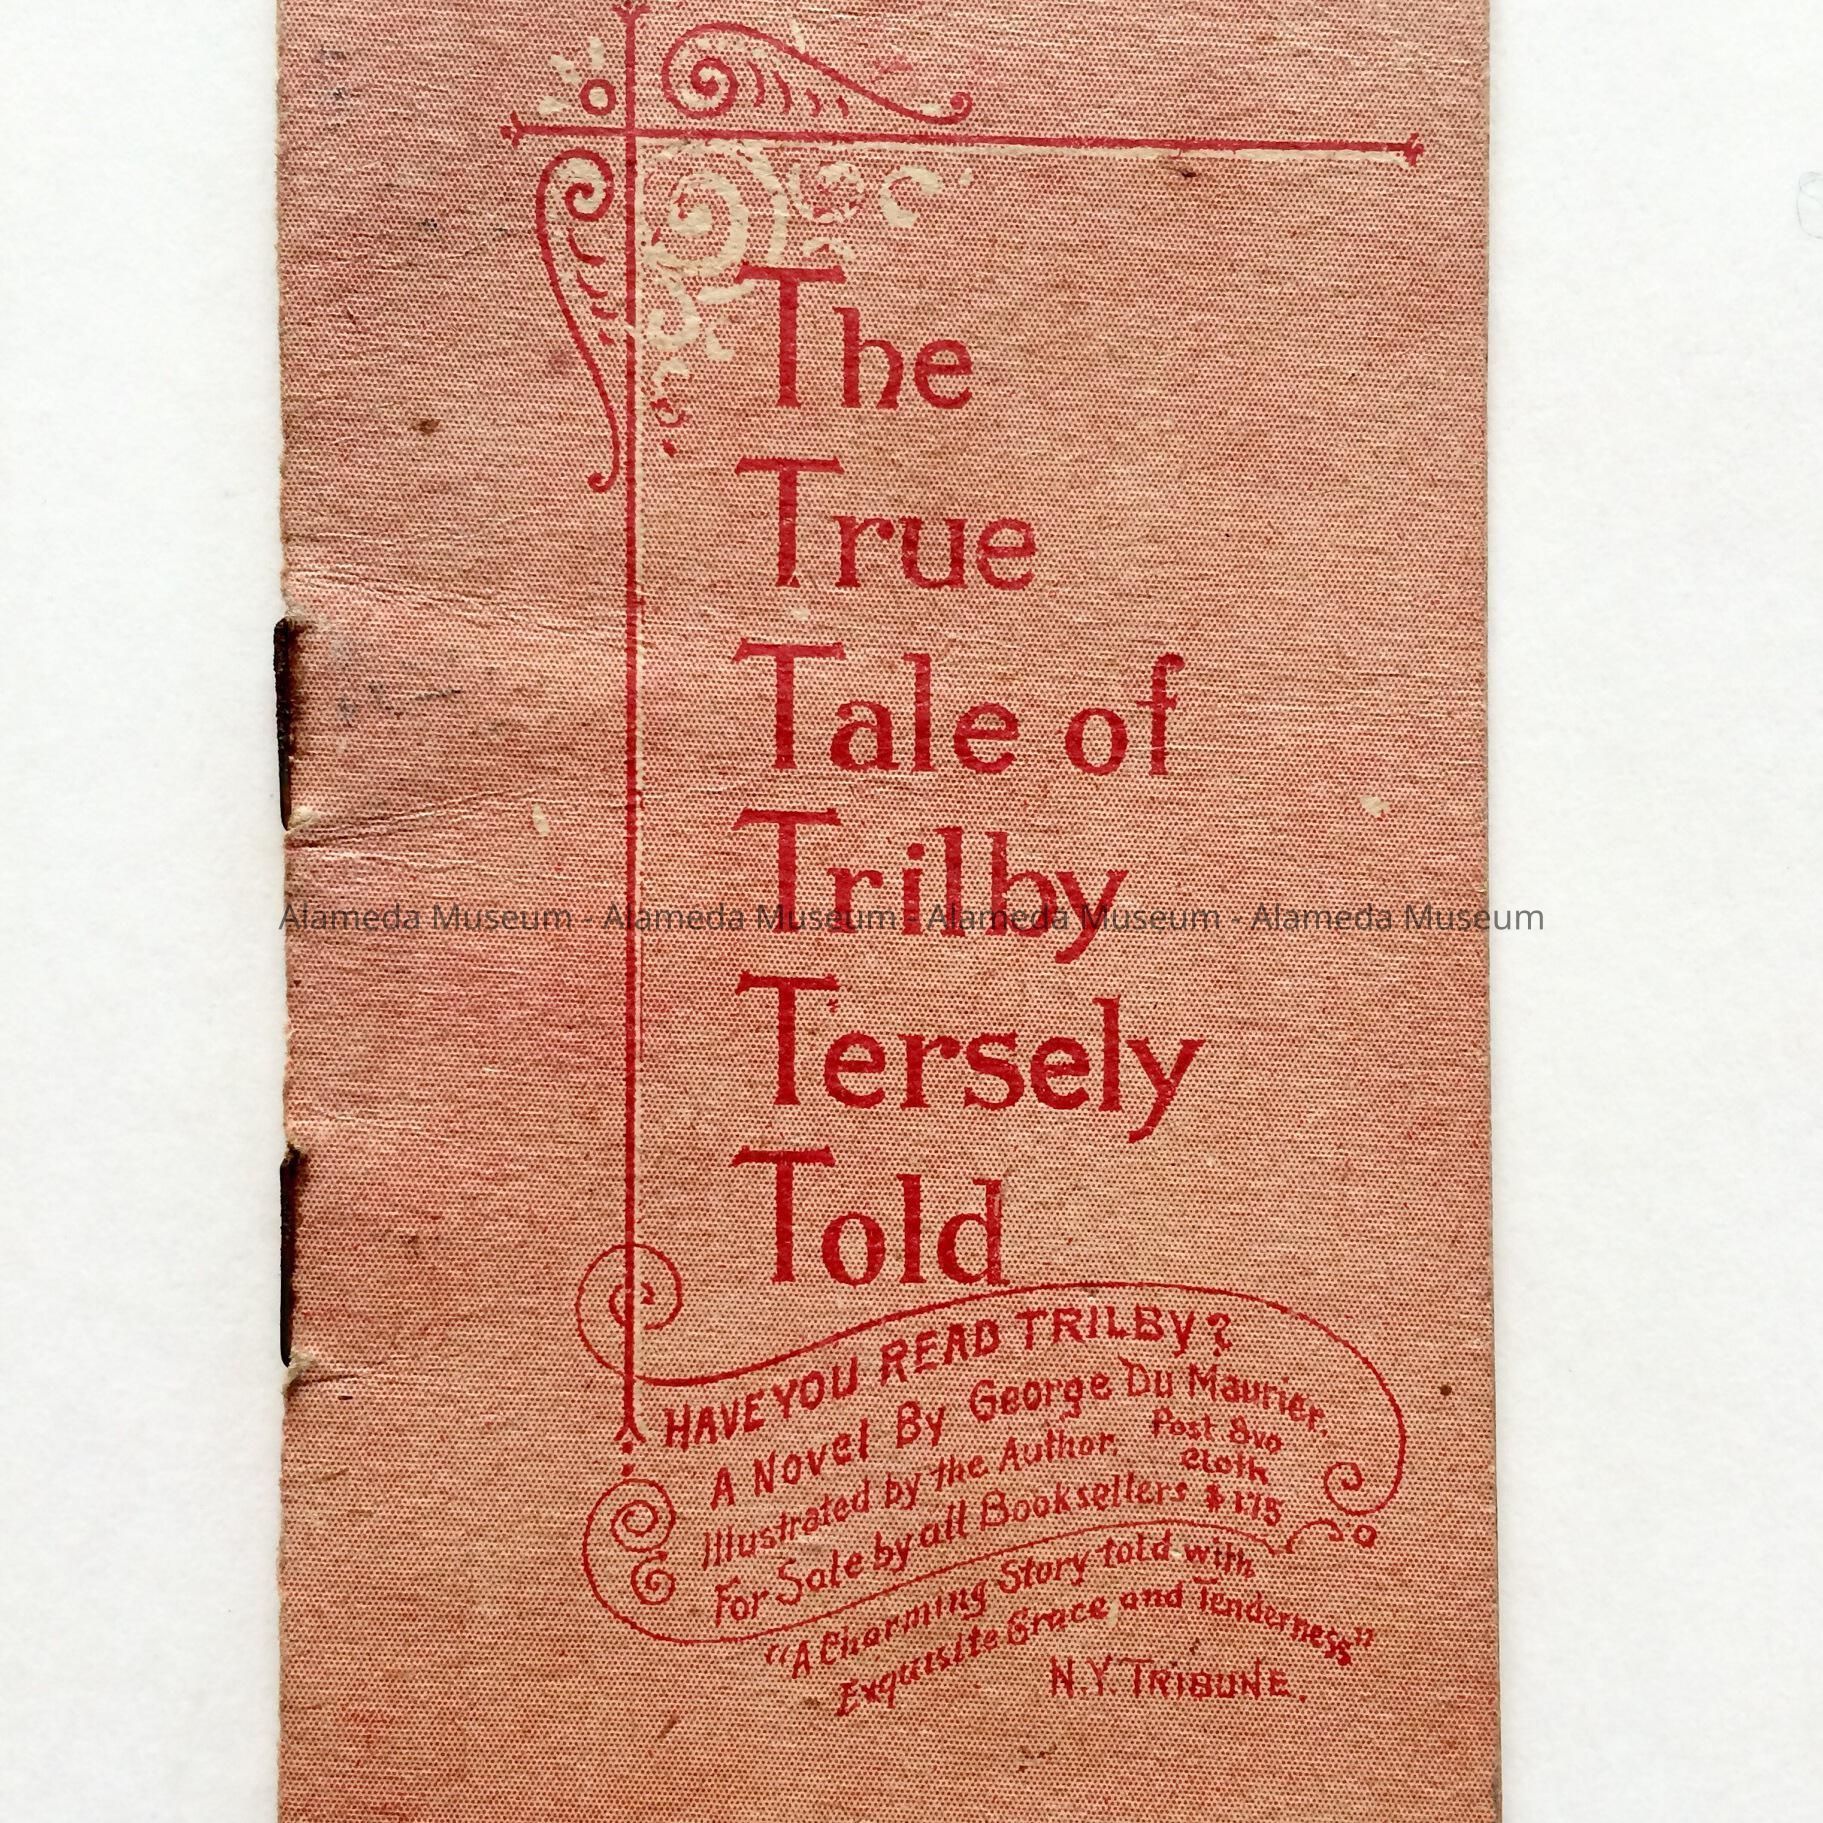 The
True
Tale of
Trilby
Alameda Museum - Alameda Museum - Alameda Museum - Alameda Museum
Tersely
Told
HAVE YOU READ TRILBY?
A Novel By George Du Maurier.
Illustrated by the Author. Post 8vo
Cloth
For Sale by all Booksellers $1.75
"A Charming Story told with
Exquisite Grace and Tenderness"
N.Y. TRIBUNE.